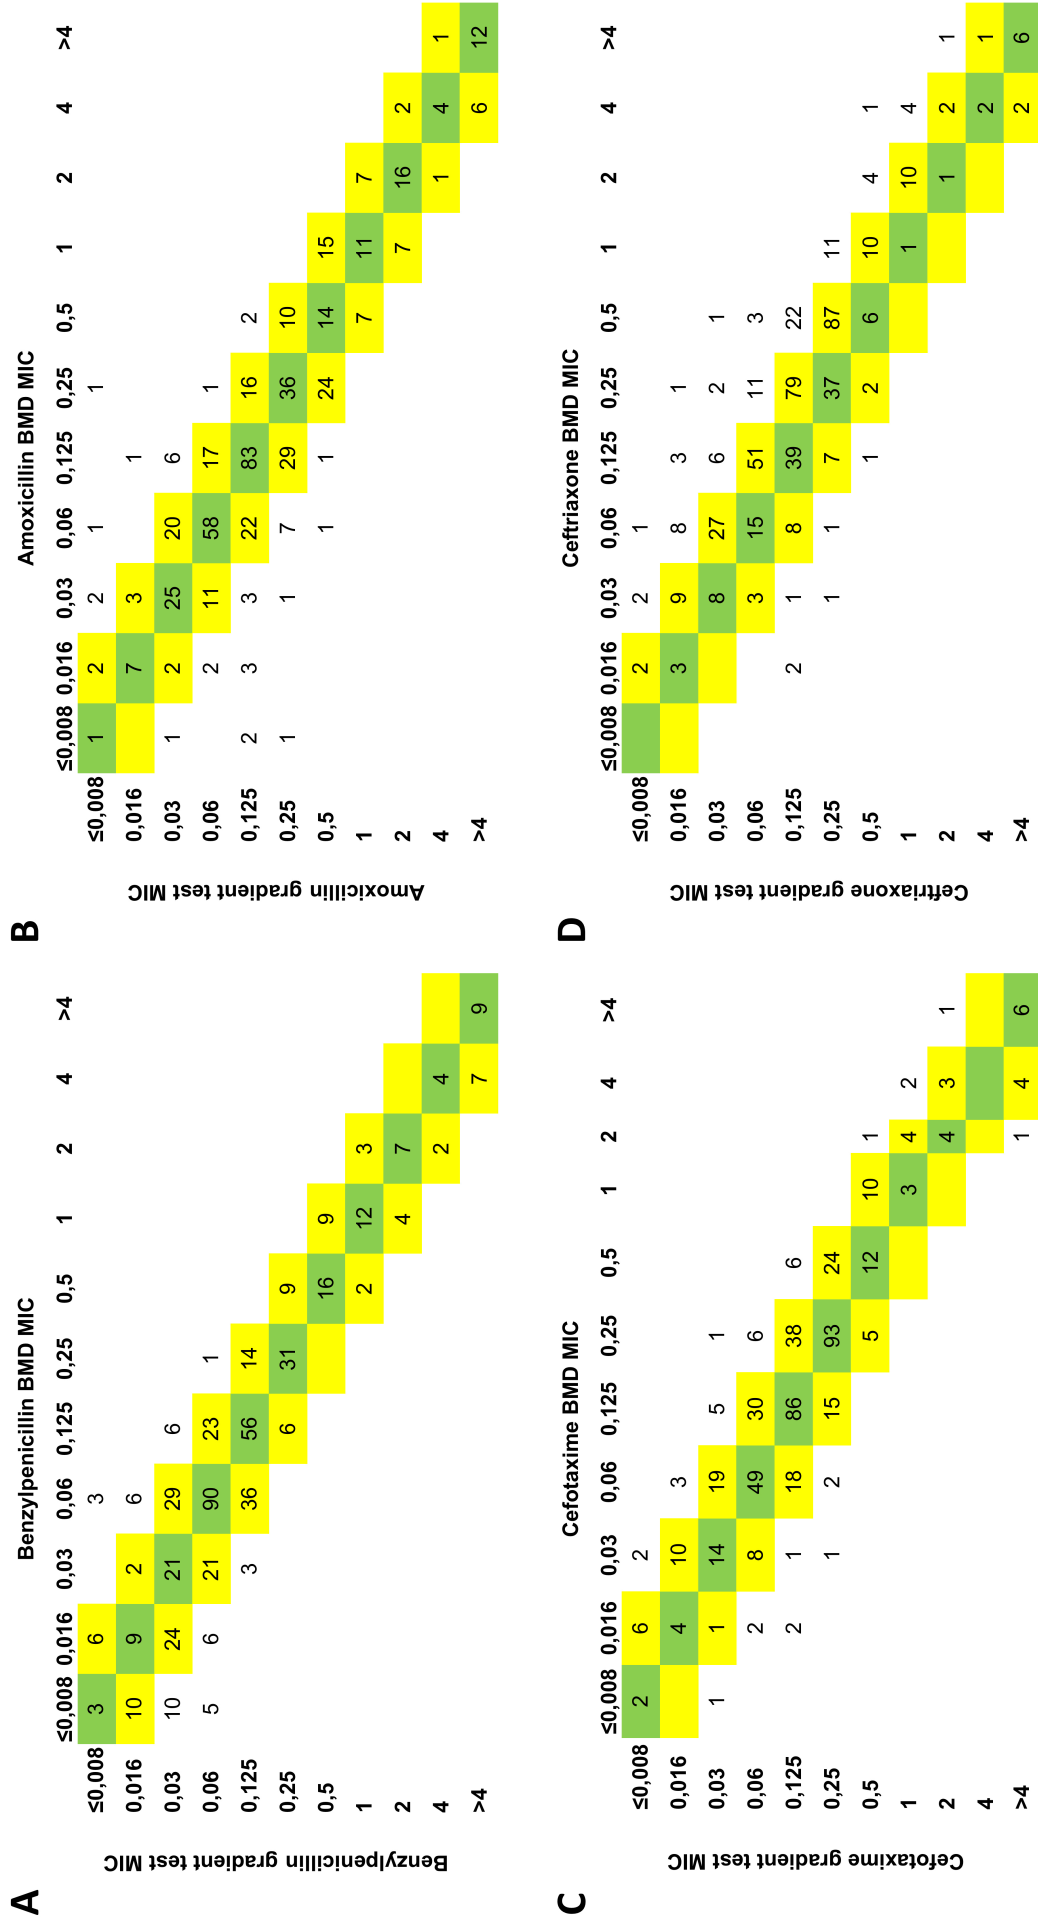 A
Benzylpenicillin BMD MIC
≤0,008 0,016 0,03 0,06 0,125 0,25 0,5 1 2 4 >4
Benzylpenicillin gradient test MIC
≤0,008 3 6 3
0,016 10 9 2 6
0,03 10 24 21 29 6
0,06 5 6 21 90 23 1
0,125 3 36 56 14
0,25 6 31 9
0,5 16 9
1 2 12 3
2 4 7
4 2 4
>4 7 9
B
Amoxicillin BMD MIC
≤0,008 0,016 0,03 0,06 0,125 0,25 0,5 1 2 4 >4
Amoxicillin gradient test MIC
≤0,008 1 2 2 1 1
0,016 7 3 1
0,03 1 2 25 20 6
0,06 2 11 58 17 1
0,125 2 3 3 22 83 16 2
0,25 1 1 7 29 36 10
0,5 1 1 24 14 15
1 7 11 7
2 7 16 2
4 1 4 1
>4 6 12
C
Cefotaxime BMD MIC
≤0,008 0,016 0,03 0,06 0,125 0,25 0,5 1 2 4 >4
Cefotaxime gradient test MIC
≤0,008 2 6 2
0,016 4 10 3
0,03 1 1 14 19 5 1
0,06 2 8 49 30 6
0,125 2 1 18 86 38 6
0,25 1 2 15 93 24
0,5 5 12 10 1
1 3 4 2
2 4 3 1
4
>4 1 4 6
D
Ceftriaxone BMD MIC
≤0,008 0,016 0,03 0,06 0,125 0,25 0,5 1 2 4 >4
Ceftriaxone gradient test MIC
≤0,008 2 2 1
0,016 3 9 8 3 1
0,03 8 27 6 2 1
0,06 3 15 51 11 3
0,125 2 1 8 39 79 22
0,25 1 1 7 37 87 11
0,5 1 2 6 10 4 1
1 1 10 4
2 1 2 1
4 2 1
>4 2 6